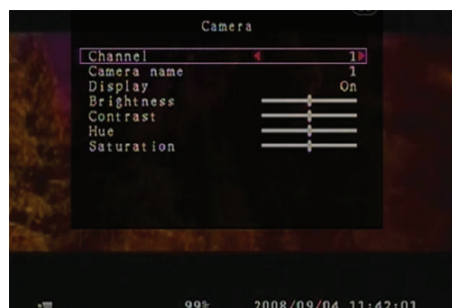 Camera
Channel 1
Camera name 1
Display On
Brightness
Contrast
Hue
Saturation
99% 2008/09/04 11:42:01